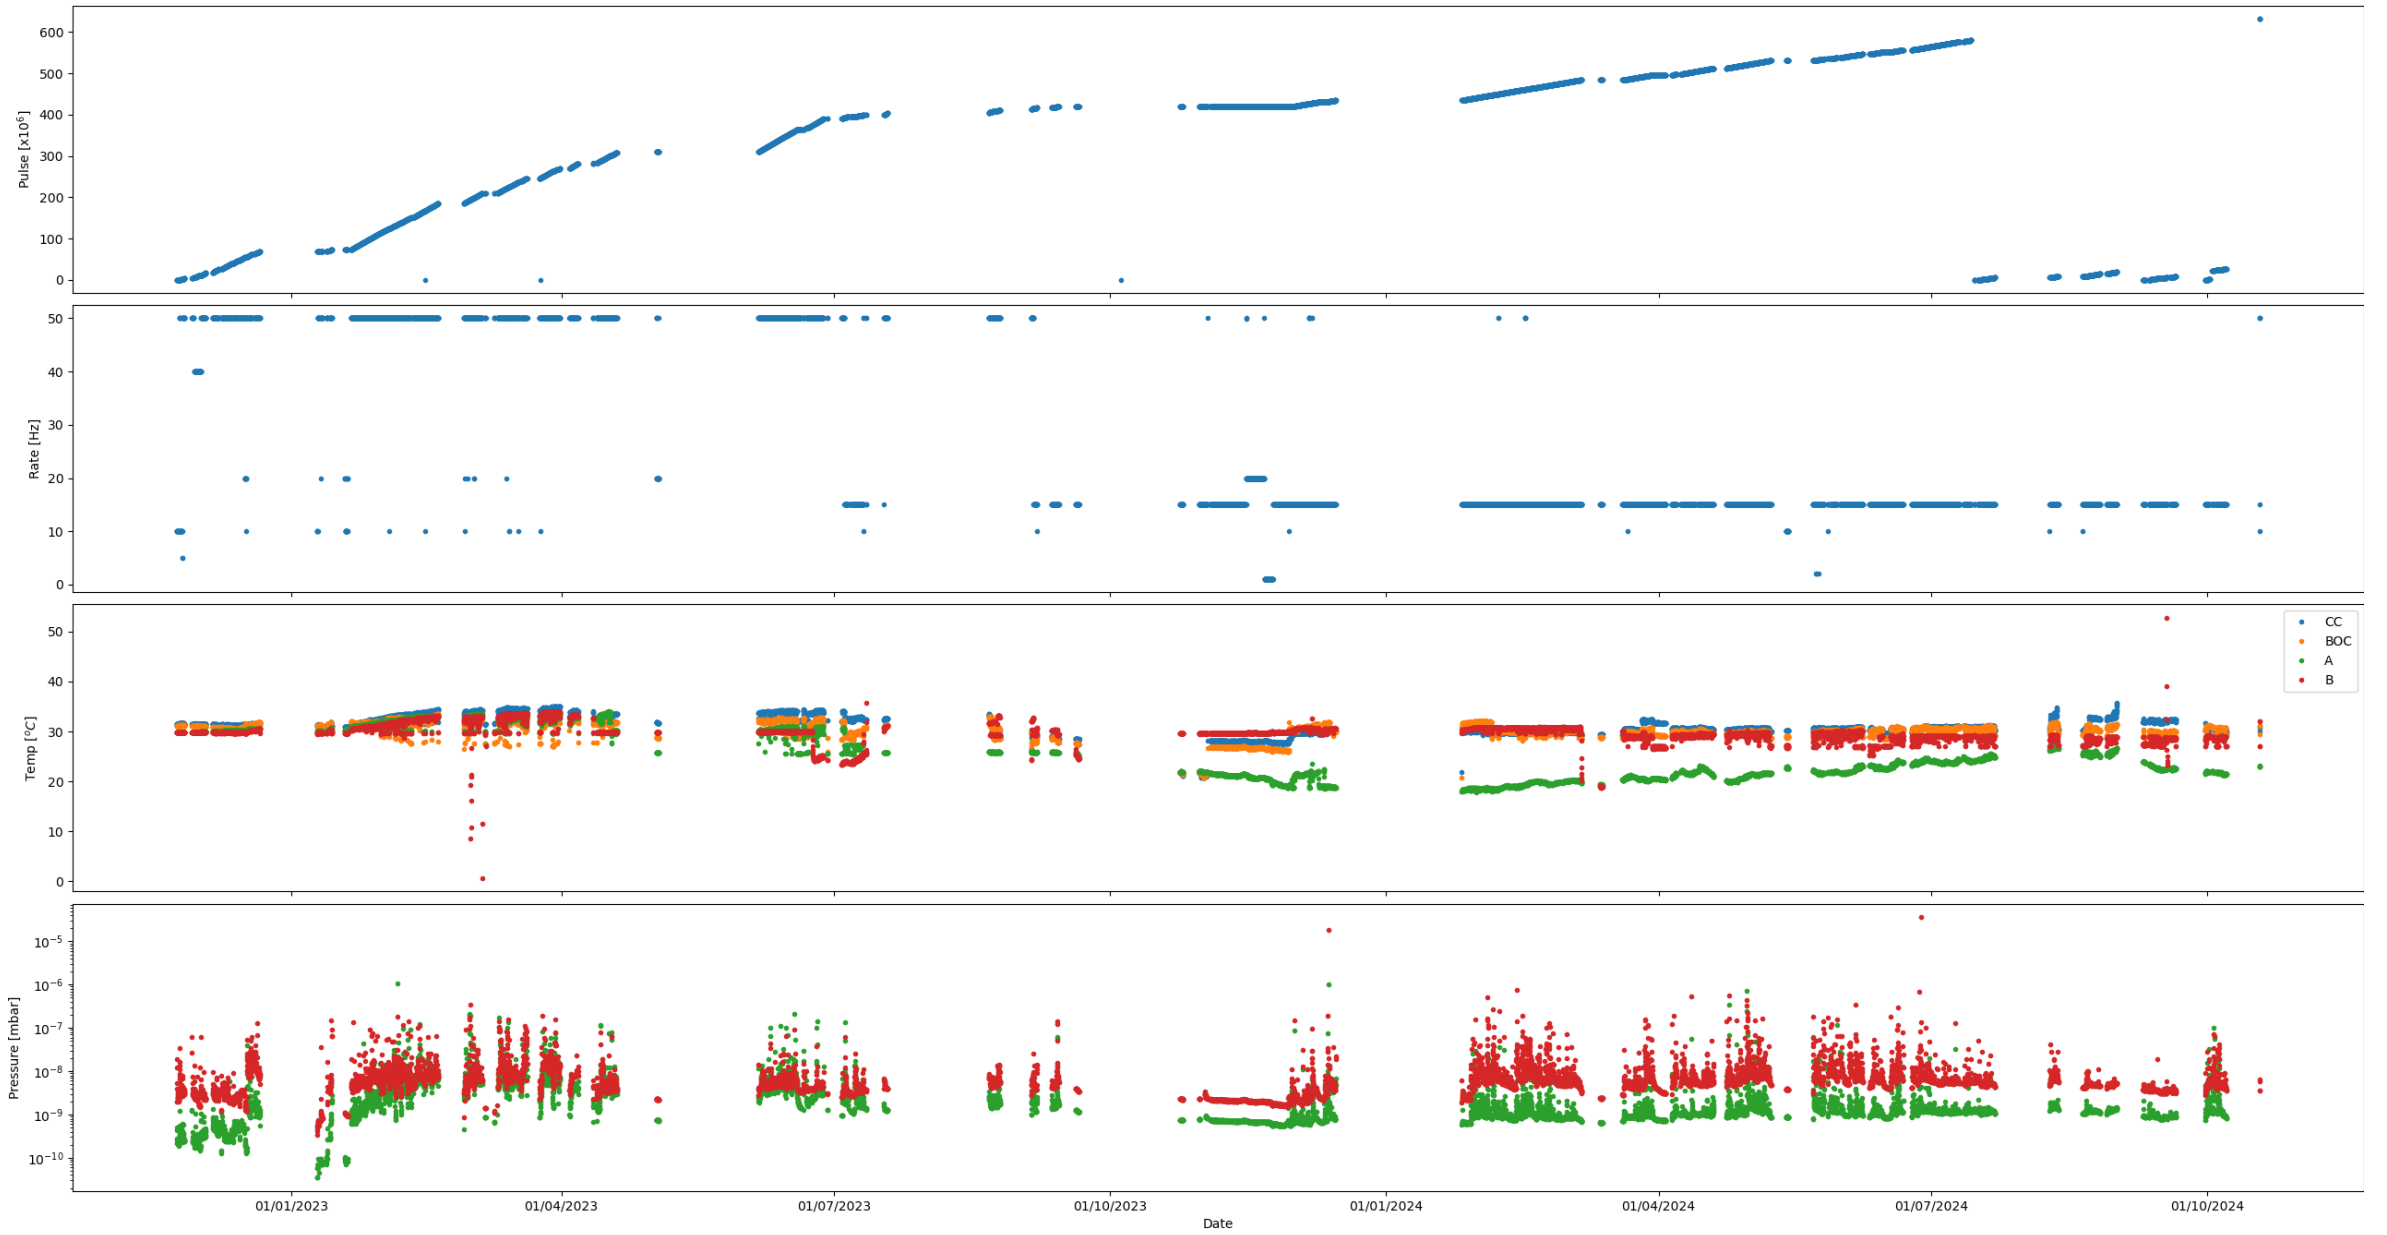 600
500
400
300
200
100
0
Pulse [x10⁶]
50
40
30
20
10
0
Rate [Hz]
50
40
30
20
10
0
Temp [⁰C]
CC
BOC
A
B
10⁻⁵
10⁻⁶
10⁻⁷
10⁻⁸
10⁻⁹
10⁻¹⁰
Pressure [mbar]
01/01/2023 01/04/2023 01/07/2023 01/10/2023 01/01/2024 01/04/2024 01/07/2024 01/10/2024
Date